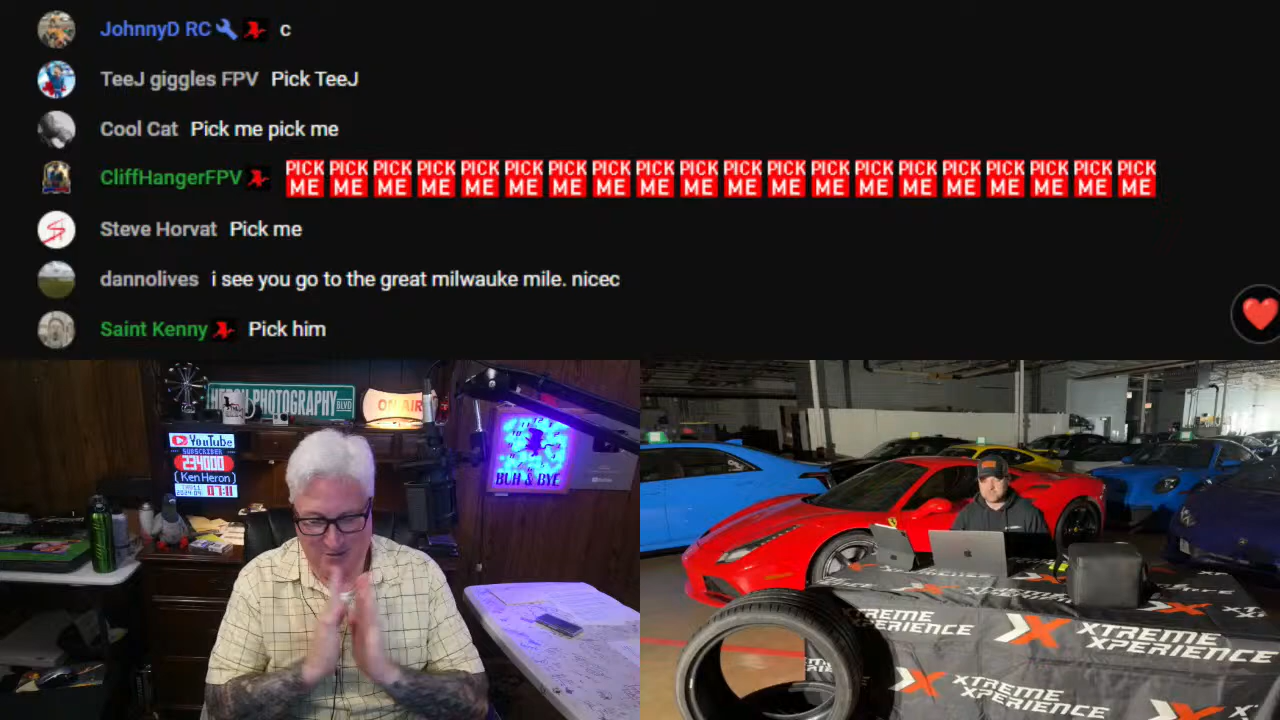 JohnnyD RC c
TeeJ giggles FPV Pick TeeJ
Cool Cat Pick me pick me
CliffHangerFPV PICK ME PICK ME PICK ME PICK ME PICK ME PICK ME PICK ME PICK ME PICK ME PICK ME PICK ME PICK ME PICK ME PICK ME PICK ME PICK ME PICK ME PICK ME PICK ME PICK ME
Steve Horvat Pick me
dannolives i see you go to the great milwauke mile. nicec
Saint Kenny Pick him
HERON PHOTOGRAPHY BLVD
ON AIR
YouTube
SUBSCRIBER
234000
(Ken Heron)
07:11
BUH & BYE
XTREME XPERIENCE
XTREME XPERIENCE
XTREME XPERIENCE